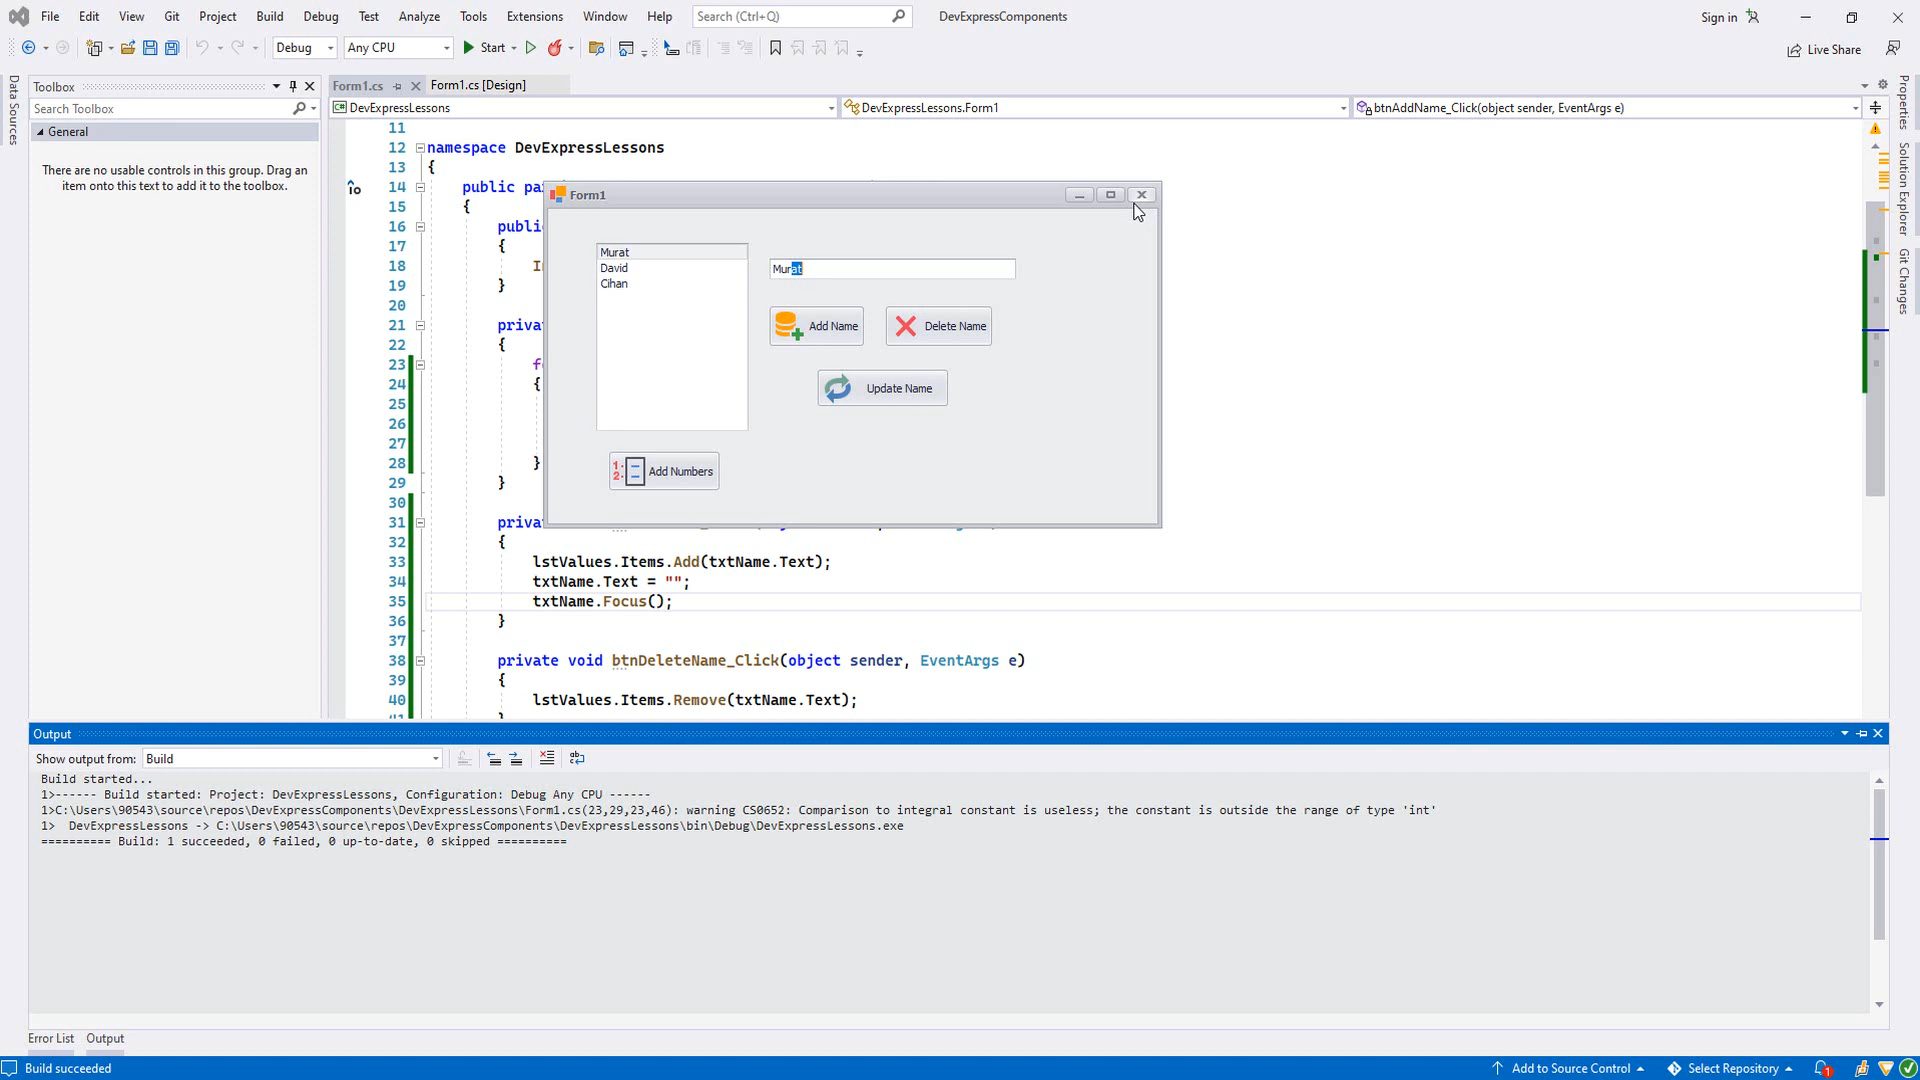 File Edit View Git Project Build Debug Test Analyze Tools Extensions Window Help Search (Ctrl+Q) DevExpressComponents Sign in
Debug Any CPU Start Live Share
Data Sources
Toolbox
Search Toolbox
General
There are no usable controls in this group. Drag an
item onto this text to add it to the toolbox.
Form1.cs Form1.cs [Design]
DevExpressLessons DevExpressLessons.Form1 btnAddName_Click(object sender, EventArgs e)
11
12 namespace DevExpressLessons
13 {
14 public pa
15 {
16 publi
17 {
18 I
19 }
20
21 priva
22 {
23 f
24 {
25
26
27
28 }
29 }
30
31 priva
32 {
33 lstValues.Items.Add(txtName.Text);
34 txtName.Text = "";
35 txtName.Focus();
36 }
37
38 private void btnDeleteName_Click(object sender, EventArgs e)
39 {
40 lstValues.Items.Remove(txtName.Text);
41 }
Form1
Murat
David
Cihan
Murat
Add Name
Delete Name
Update Name
1:
2:
Add Numbers
Properties
Solution Explorer
Git Changes
Output
Show output from: Build
Build started...
1>------ Build started: Project: DevExpressLessons, Configuration: Debug Any CPU ------
1>C:\Users\90543\source\repos\DevExpressComponents\DevExpressLessons\Form1.cs(23,29,23,46): warning CS0652: Comparison to integral constant is useless; the constant is outside the range of type 'int'
1>  DevExpressLessons -> C:\Users\90543\source\repos\DevExpressComponents\DevExpressLessons\bin\Debug\DevExpressLessons.exe
========== Build: 1 succeeded, 0 failed, 0 up-to-date, 0 skipped ==========
Error List Output
Build succeeded Add to Source Control Select Repository 1